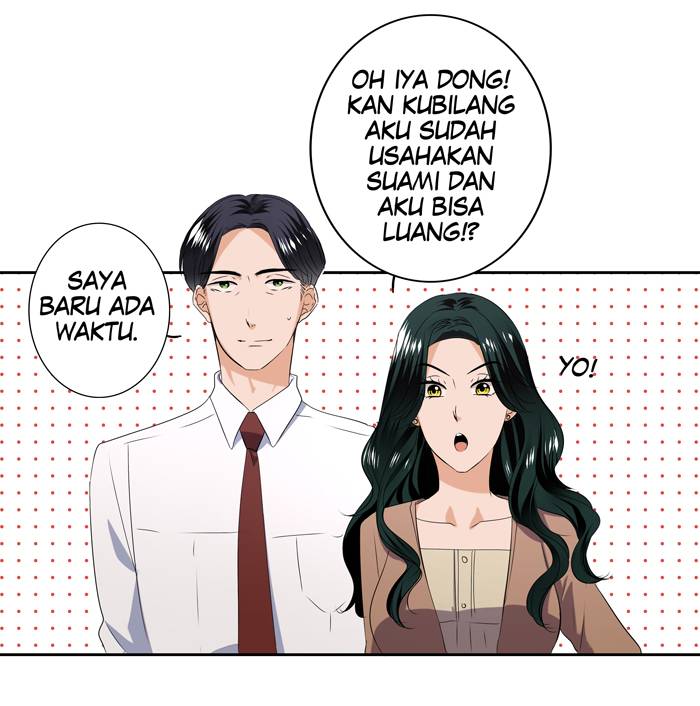 OH IYA DONG!
KAN KUBILANG
AKU SUDAH
USAHAKAN
SUAMI DAN
AKU BISA
LUANG!?
SAYA
BARU ADA
WAKTU.
YO!